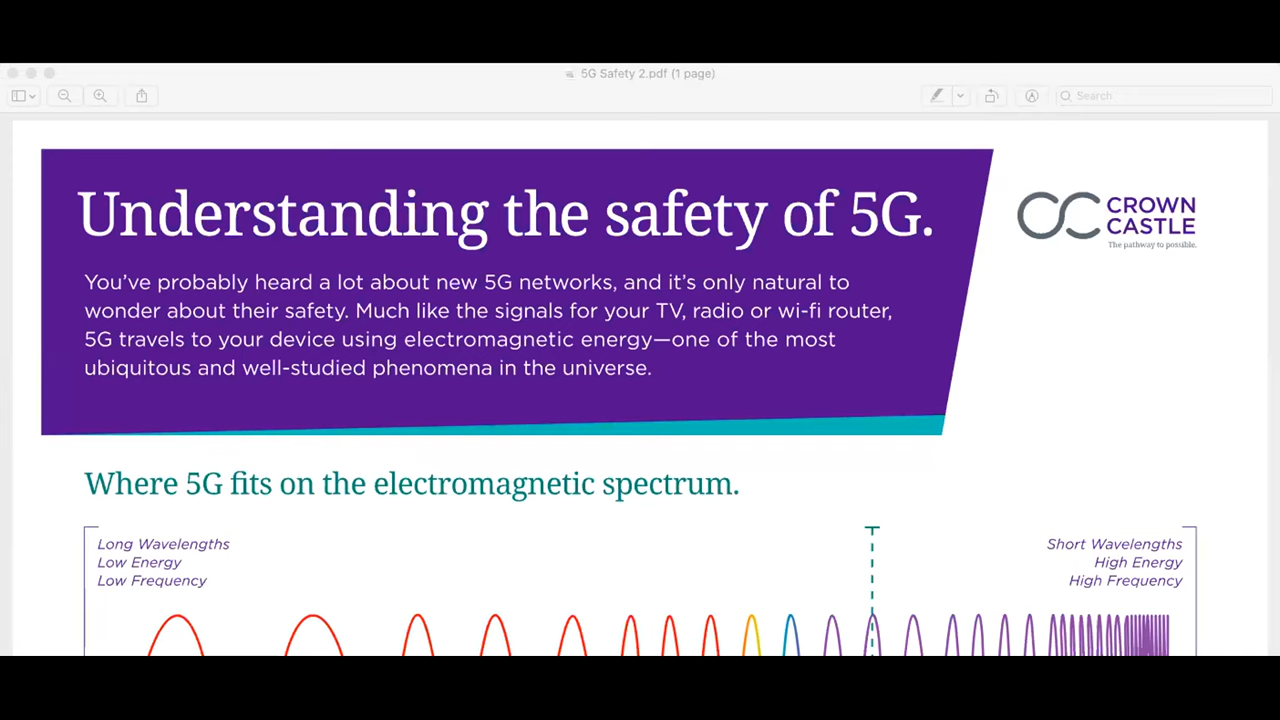 5G Safety 2.pdf (1 page)
Search
Understanding the safety of 5G.
CROWN
CASTLE
The pathway to possible.
You’ve probably heard a lot about new 5G networks, and it’s only natural to
wonder about their safety. Much like the signals for your TV, radio or wi-fi router,
5G travels to your device using electromagnetic energy—one of the most
ubiquitous and well-studied phenomena in the universe.
Where 5G fits on the electromagnetic spectrum.
Long Wavelengths
Low Energy
Low Frequency
Short Wavelengths
High Energy
High Frequency